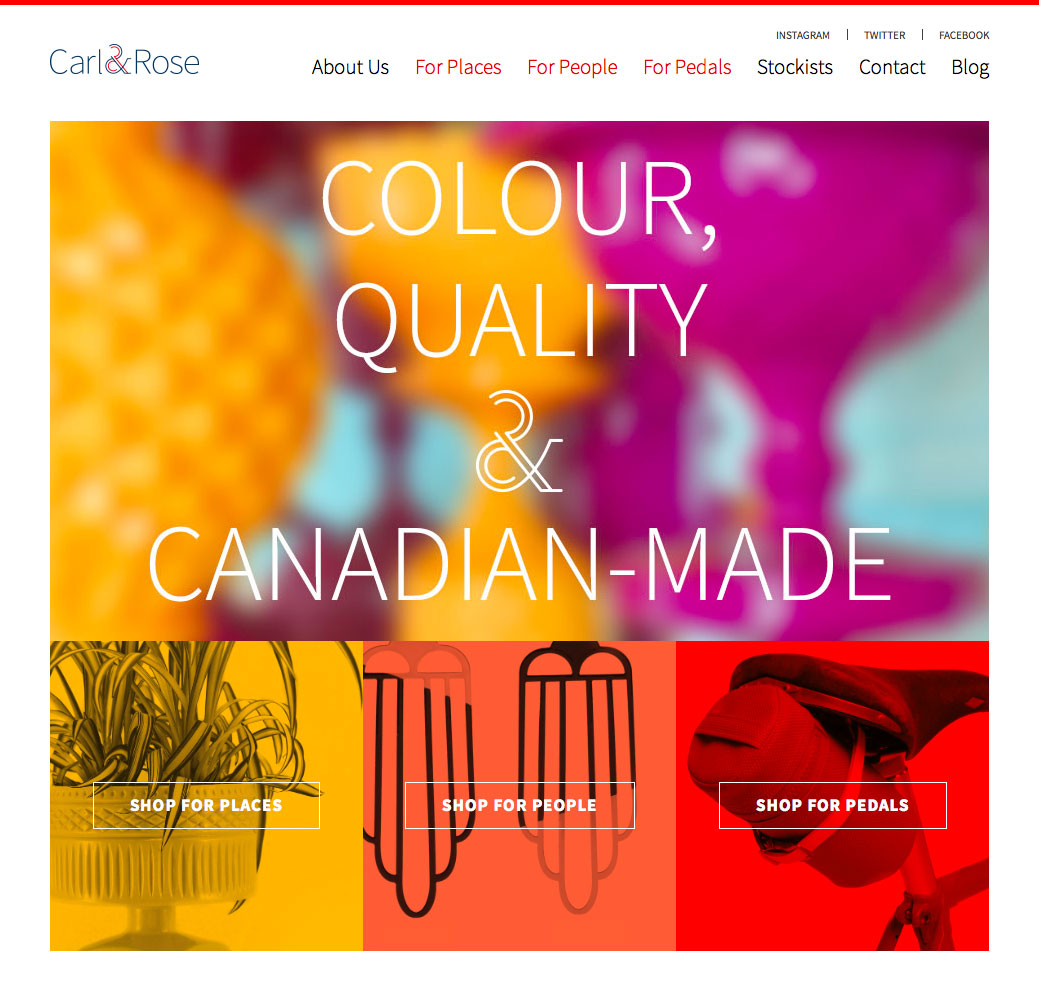 INSTAGRAM | TWITTER | FACEBOOK
Carl&Rose
About Us For Places For People For Pedals Stockists Contact Blog
COLOUR,
QUALITY
&
CANADIAN-MADE
SHOP FOR PLACES
SHOP FOR PEOPLE
SHOP FOR PEDALS